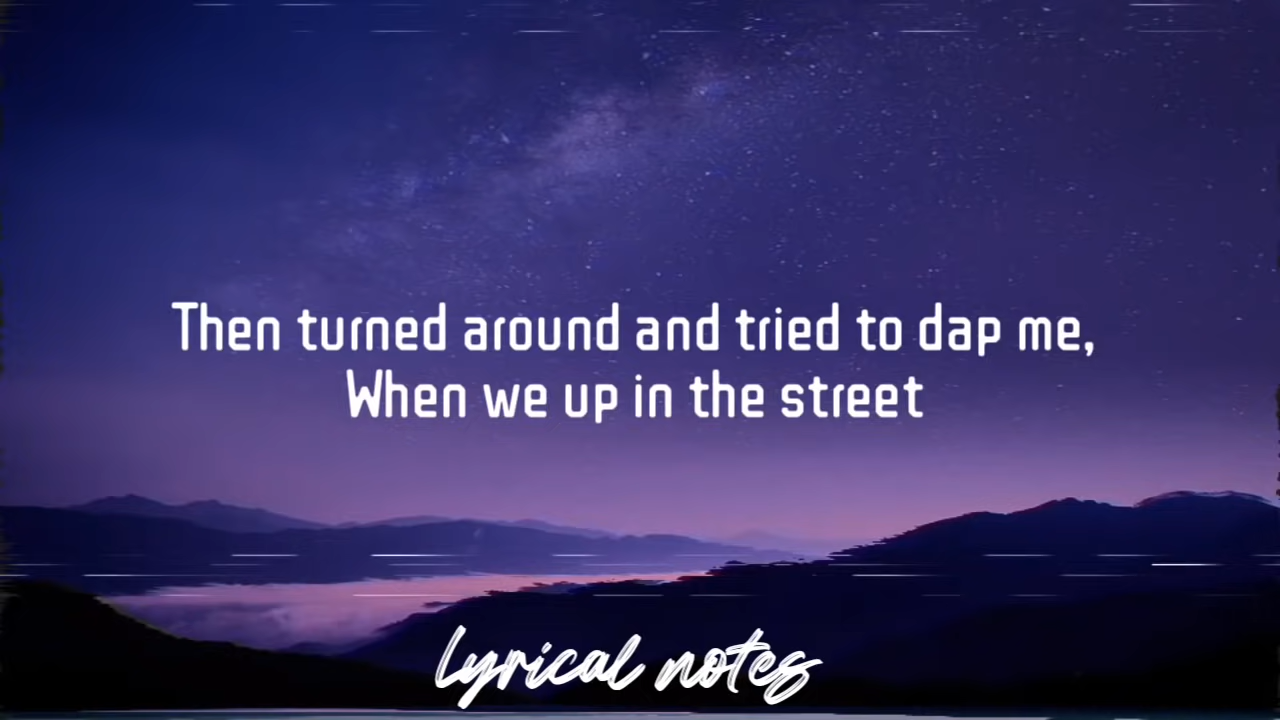 Then turned around and tried to dap me,
When we up in the street
lyrical notes